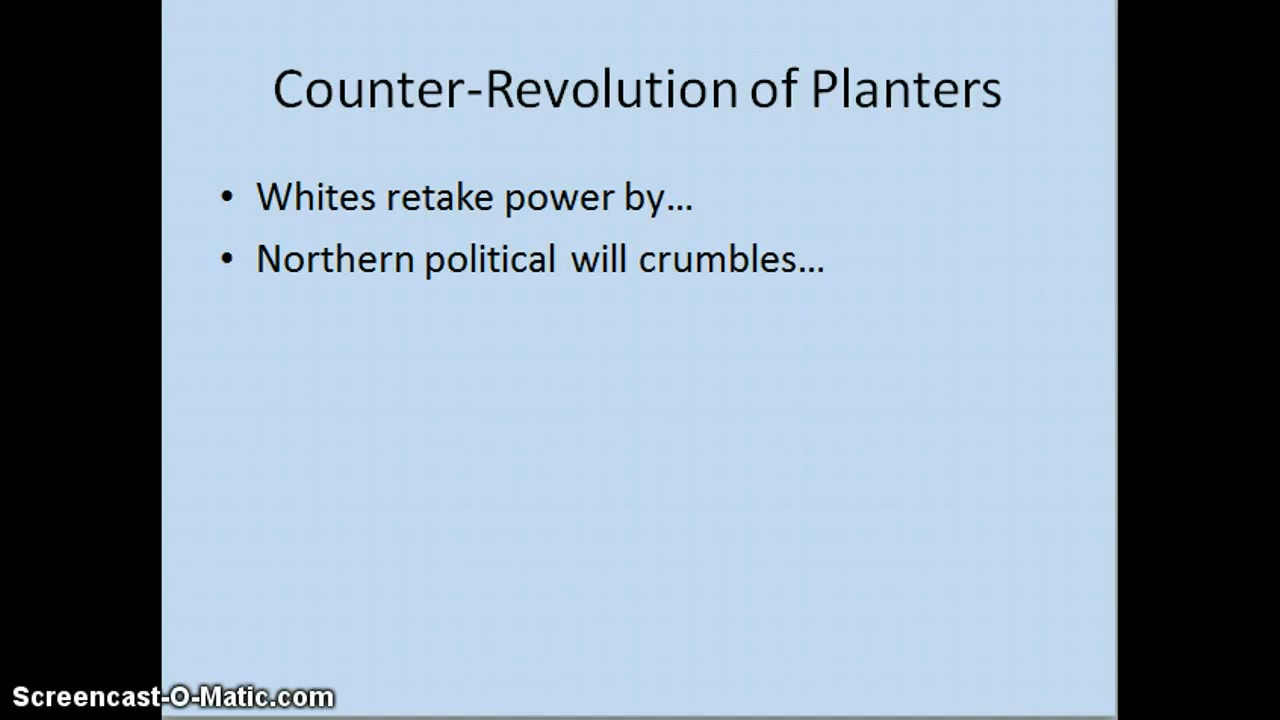 Counter-Revolution of Planters
• Whites retake power by…
• Northern political will crumbles…
Screencast-O-Matic.com